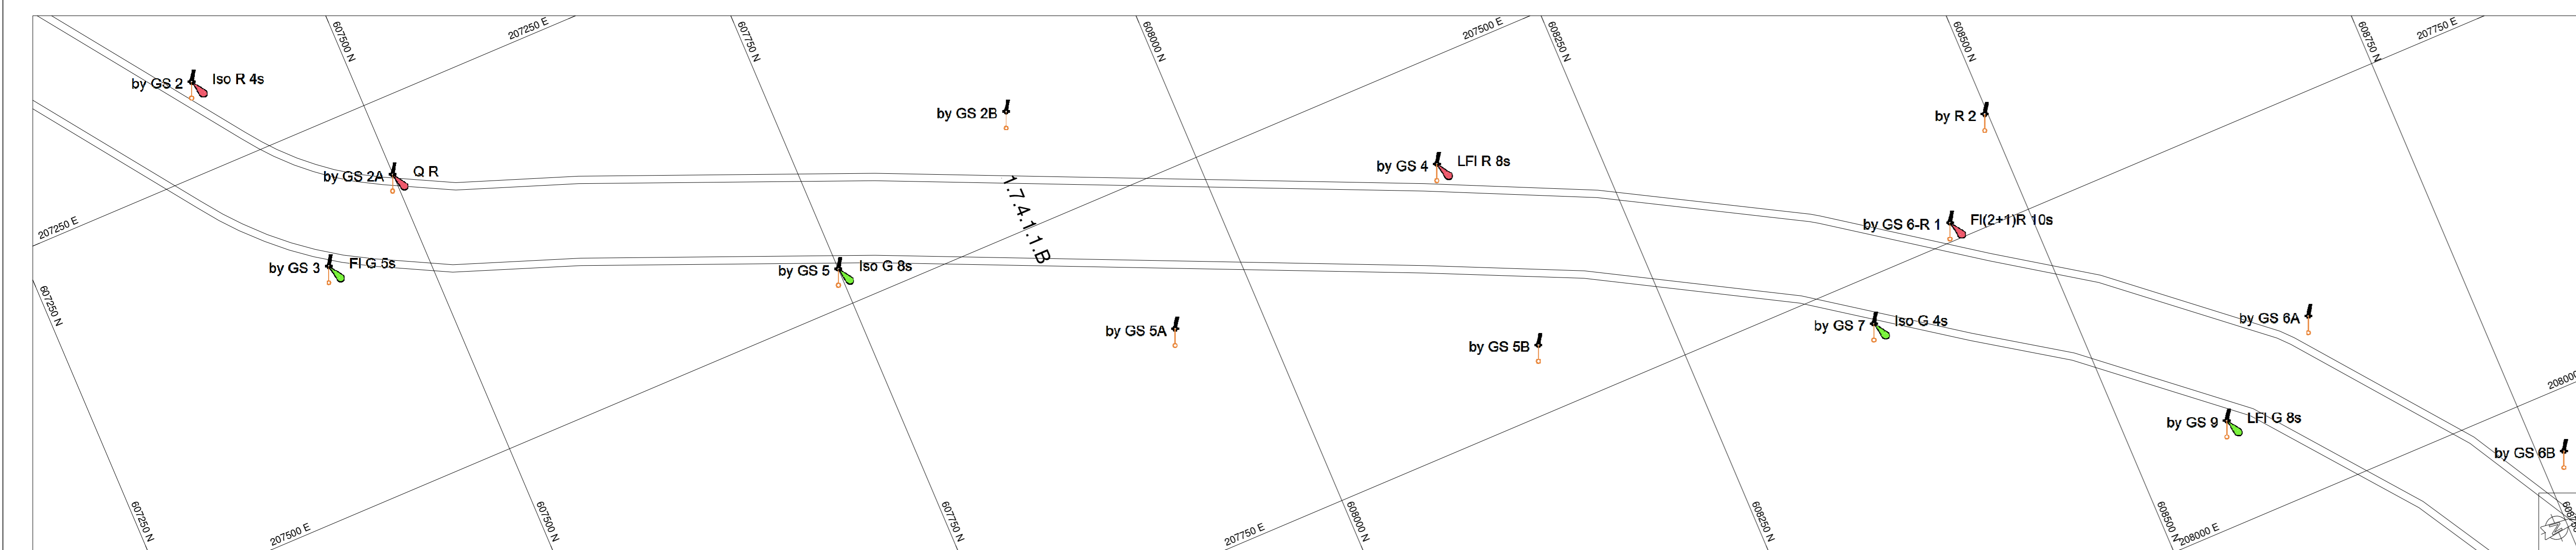 607500 N
207250 E
607750 N
608000 N
207500 E
608250 N
608500 N
207750 E
608750 N
by GS 2
Iso R 4s
by GS 2B
by R 2
by GS 2A
Q R
by GS 4
LFl R 8s
1.7.4.1.1.B
207250 E
by GS 6-R 1
Fl(2+1)R 10s
by GS 3
Fl G 5s
by GS 5
Iso G 8s
607250 N
by GS 5A
by GS 5B
by GS 7
Iso G 4s
by GS 6A
by GS 9
LFl G 8s
by GS 6B
607250 N
207500 E
607500 N
607750 N
207750 E
608000 N
608250 N
608500 N
208000 E